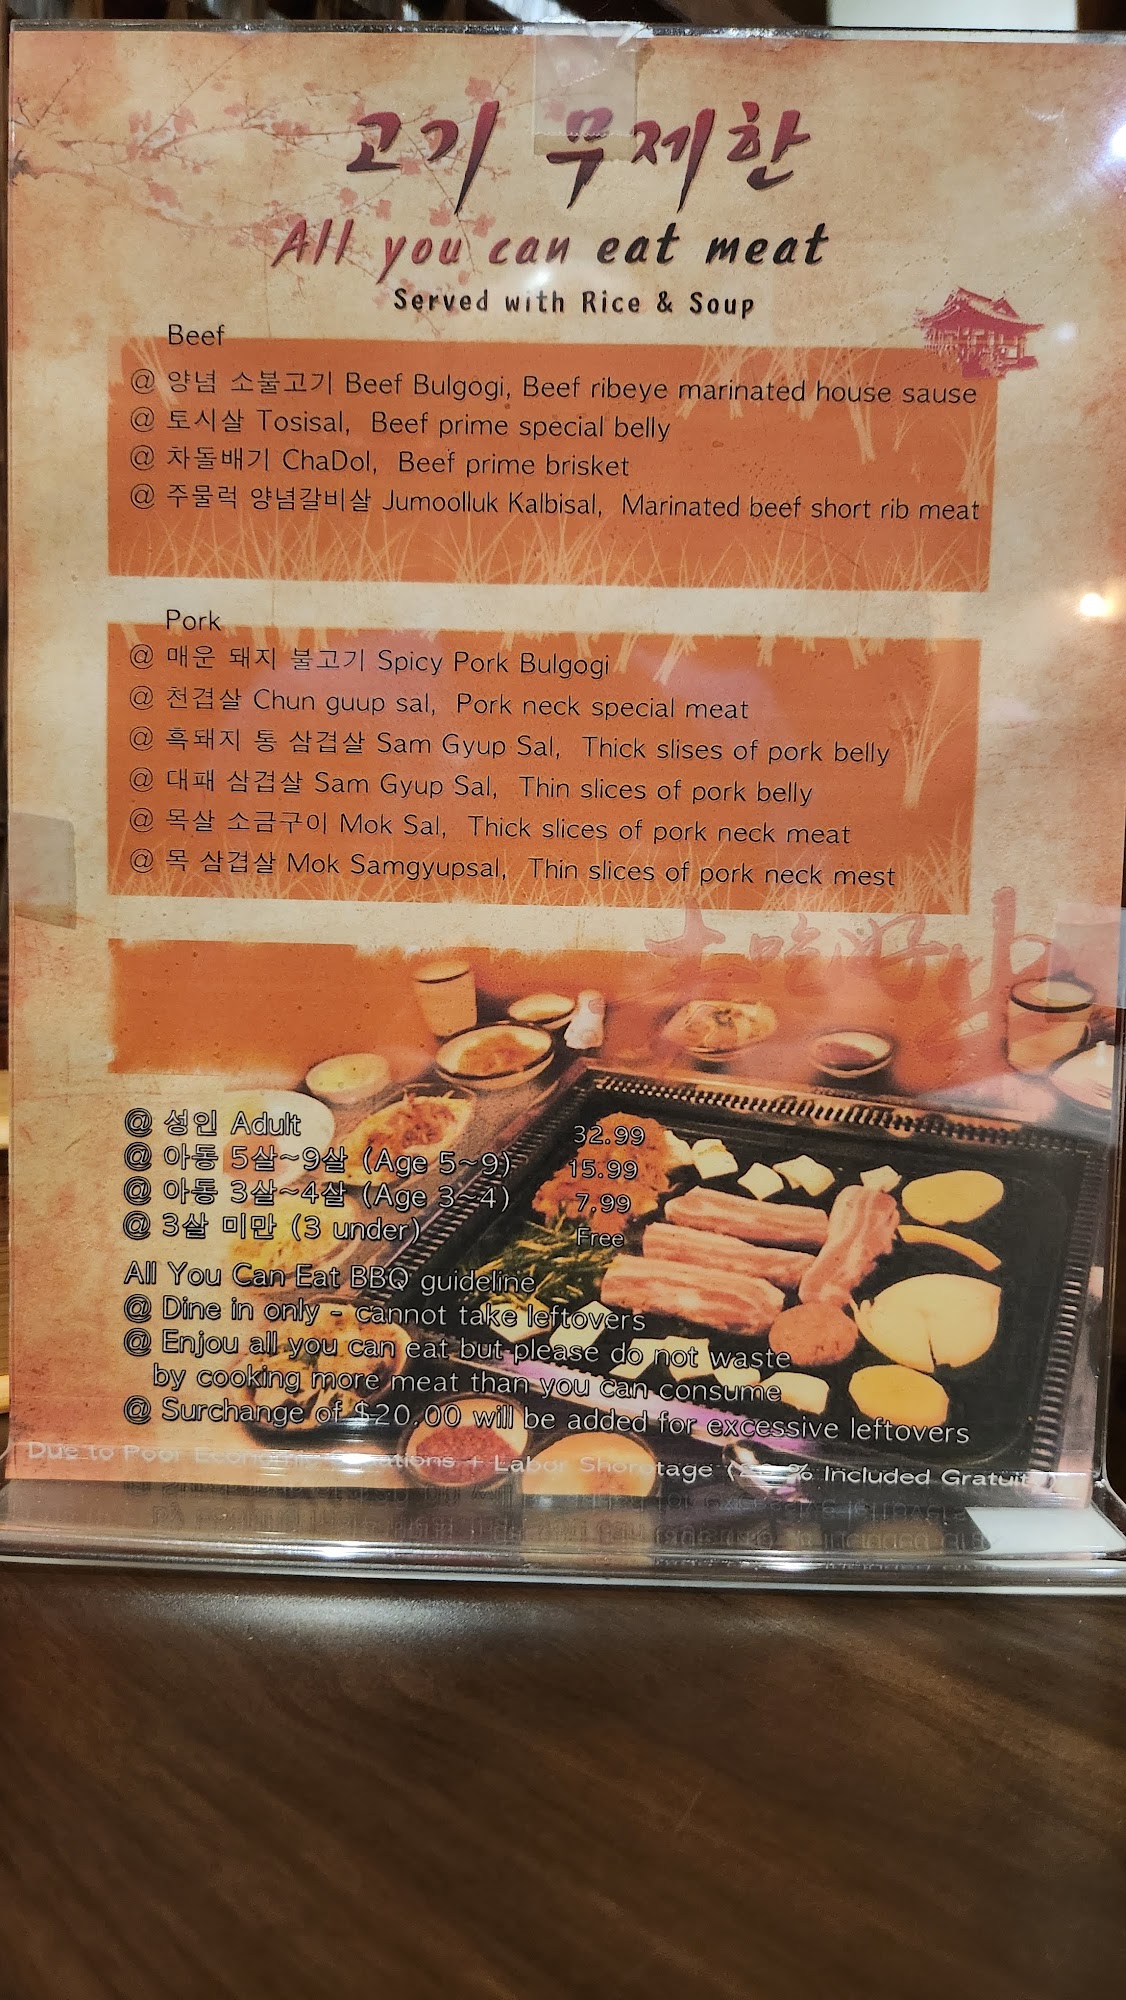 고기 무제한
All you can eat meat
Served with Rice & Soup
Beef
@ 양념 소불고기 Beef Bulgogi, Beef ribeye marinated house sause
@ 토시살 Tosisal, Beef prime special belly
@ 차돌배기 ChaDol, Beef prime brisket
@ 주물럭 양념갈비살 Jumoolluk Kalbisal, Marinated beef short rib meat
Pork
@ 매운 돼지 불고기 Spicy Pork Bulgogi
@ 천겹살 Chun guup sal, Pork neck special meat
@ 흑돼지 통 삼겹살 Sam Gyup Sal, Thick slises of pork belly
@ 대패 삼겹살 Sam Gyup Sal, Thin slices of pork belly
@ 목살 소금구이 Mok Sal, Thick slices of pork neck meat
@ 목 삼겹살 Mok Samgyupsal, Thin slices of pork neck mest
@ 성인 Adult 32.99
@ 아동 5살~9살 (Age 5~9) 15.99
@ 아동 3살~4살 (Age 3~4) 7.99
@ 3살 미만 (3 under) Free
All You Can Eat BBQ guideline
@ Dine in only - cannot take leftovers
@ Enjou all you can eat but please do not waste
by cooking more meat than you can consume
@ Surchange of $20.00 will be added for excessive leftovers
Due to Poor + Labor Included